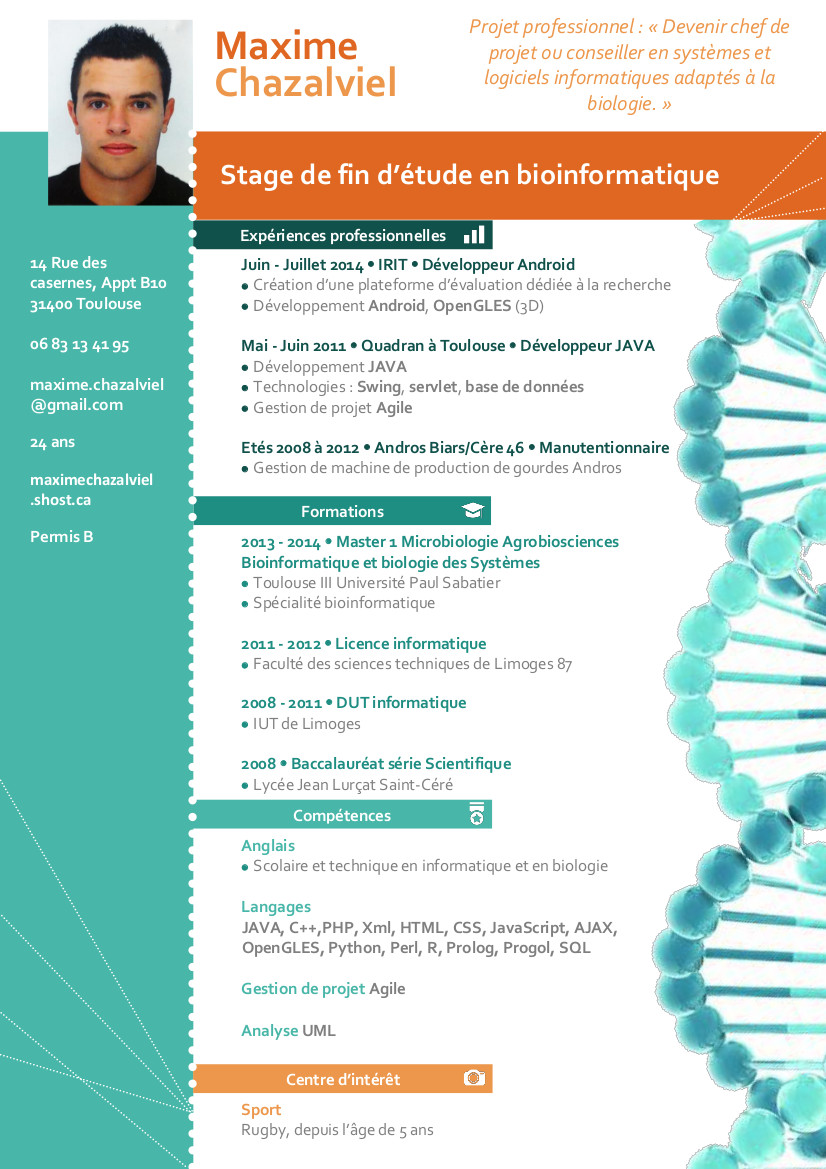 Maxime
Chazalviel
Projet professionnel : « Devenir chef de
projet ou conseiller en systèmes et
logiciels informatiques adaptés à la
biologie. »
Stage de fin d’étude en bioinformatique
14 Rue des
casernes, Appt B10
31400 Toulouse
06 83 13 41 95
maxime.chazalviel
@gmail.com
24 ans
maximechazalviel
.shost.ca
Permis B
Expériences professionnelles
Juin - Juillet 2014 • IRIT • Développeur Android
• Création d’une plateforme d’évaluation dédiée à la recherche
• Développement Android, OpenGLES (3D)
Mai - Juin 2011 • Quadran à Toulouse • Développeur JAVA
• Développement JAVA
• Technologies : Swing, servlet, base de données
• Gestion de projet Agile
Etés 2008 à 2012 • Andros Biars/Cère 46 • Manutentionnaire
• Gestion de machine de production de gourdes Andros
Formations
2013 - 2014 • Master 1 Microbiologie Agrobiosciences
Bioinformatique et biologie des Systèmes
• Toulouse III Université Paul Sabatier
• Spécialité bioinformatique
2011 - 2012 • Licence informatique
• Faculté des sciences techniques de Limoges 87
2008 - 2011 • DUT informatique
• IUT de Limoges
2008 • Baccalauréat série Scientifique
• Lycée Jean Lurçat Saint-Céré
Compétences
Anglais
• Scolaire et technique en informatique et en biologie
Langages
JAVA, C++,PHP, Xml, HTML, CSS, JavaScript, AJAX,
OpenGLES, Python, Perl, R, Prolog, Progol, SQL
Gestion de projet Agile
Analyse UML
Centre d’intérêt
Sport
Rugby, depuis l’âge de 5 ans